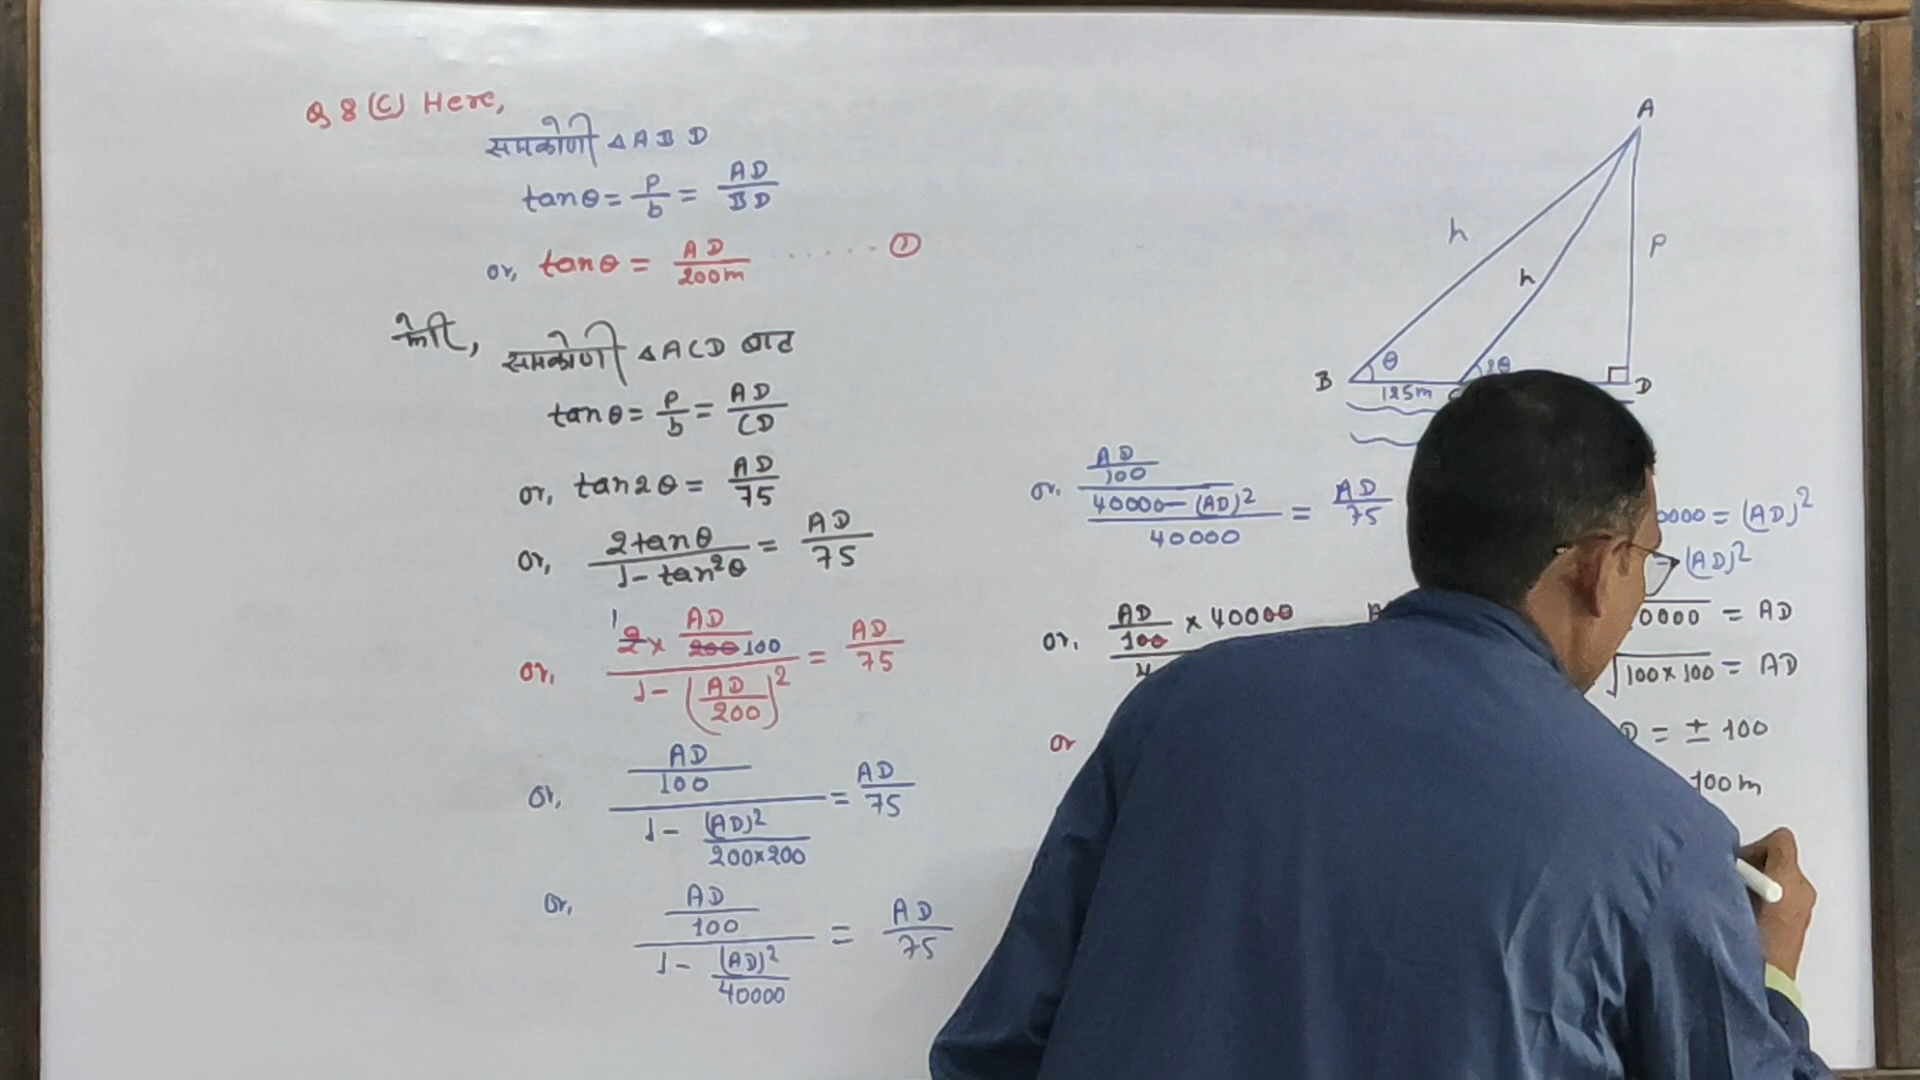 Q 8 (C) Here,
समकोणी △ABD
tanθ = p/b = AD/BD
or, tanθ = AD/200m ...... ①
फेरि, समकोणी △ACD बाट
tanθ = p/b = AD/CD
or, tan2θ = AD/75
or, 2tanθ/1-tan²θ = AD/75
or, 1 2 × AD/200 100 / 1-(AD/200)² = AD/75
or, AD/100 / 1-(AD)²/200×200 = AD/75
or, AD/100 / 1-(AD)²/40000 = AD/75
A
h
h
P
B
θ
2θ
D
125m
or, AD/100 / 40000-(AD)²/40000 = AD/75
or, AD/100 × 40000
or
0000 = (AD)²
(AD)²
0000 = AD
√100×100 = AD
D = ± 100
100m